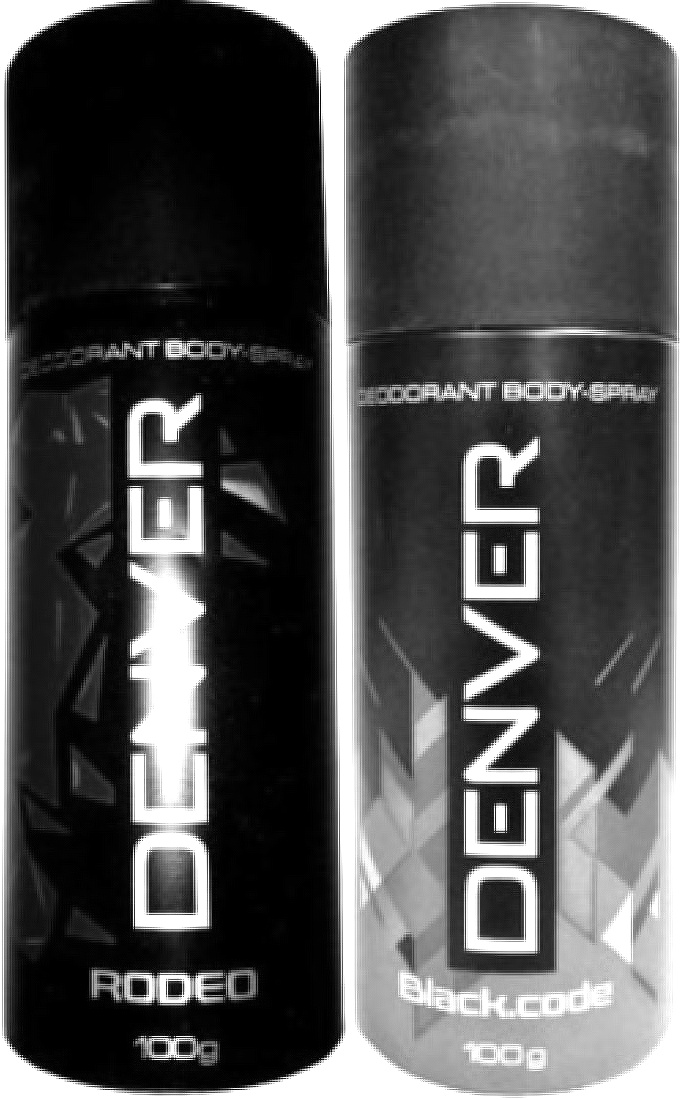 DEODORANT BODY-SPRAY
DENVER
RODEO
100g
DEODORANT BODY-SPRAY
DENVER
Black.code
100g